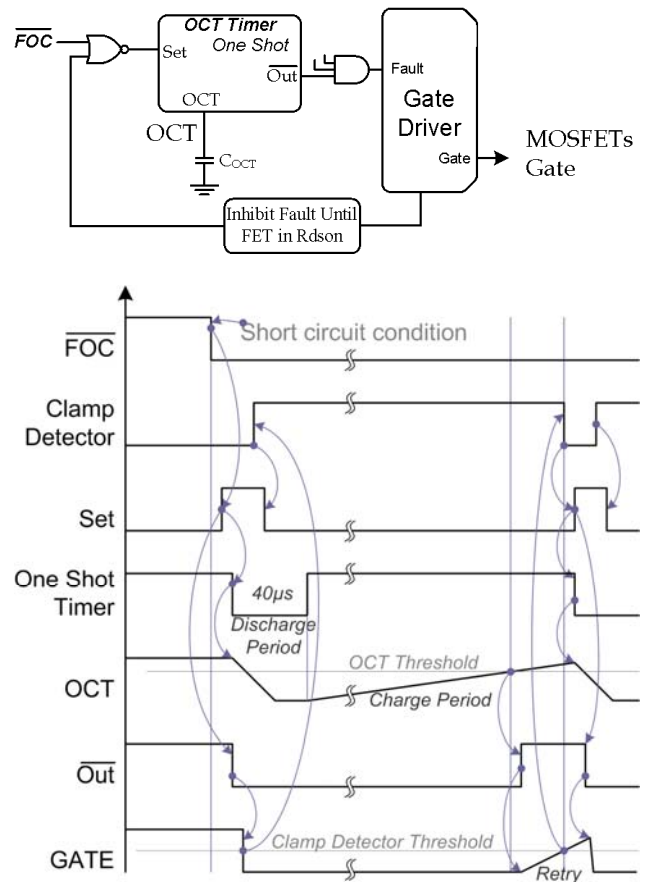 FOC
OCT Timer
One Shot
Set
Out
OCT
OCT
COCT
Fault
Gate
Driver
Gate
MOSFETs
Gate
Inhibit Fault Until
FET in Rdson
FOC
Short circuit condition
Clamp
Detector
Set
One Shot
Timer
40µs
Discharge
Period
OCT Threshold
OCT
Charge Period
Out
Clamp Detector Threshold
GATE
Retry